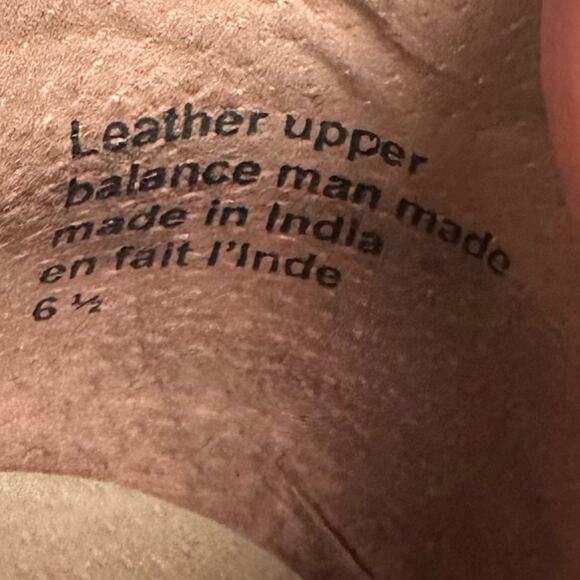 Leather upper
balance man made
made in India
en fait l'Inde
6 ½